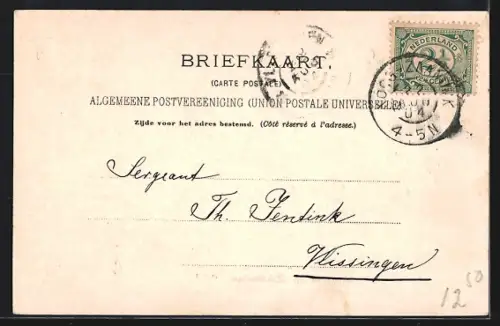 NEDERLAND
BRIEFKAART.
(CARTE POSTALE)
ALGEMEENE POSTVEREENIGING (UNION POSTALE UNIVERSELLE)
Zijde voor het adres bestemd. (Côté réservé à l'adresse.)
4-5N
Sergeant
Th. Jentink
Vlissingen
12 50